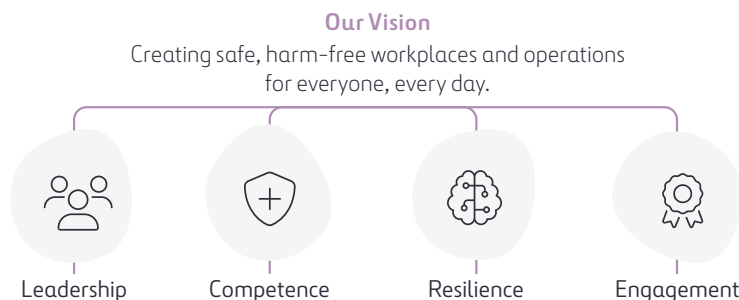 Our Vision
Creating safe, harm-free workplaces and operations
for everyone, every day.
Leadership
Competence
Resilience
Engagement